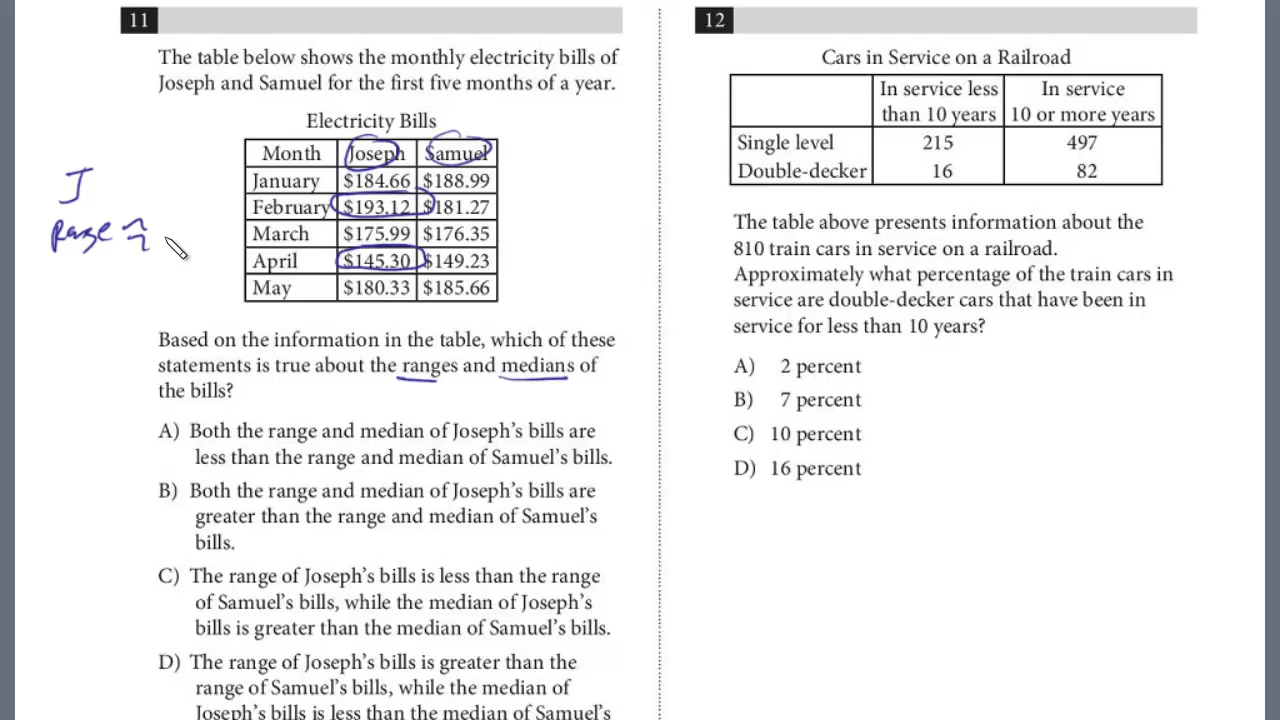 11
The table below shows the monthly electricity bills of
Joseph and Samuel for the first five months of a year.
Electricity Bills
Month Joseph Samuel
January $184.66 $188.99
February $193.12 $181.27
March $175.99 $176.35
April $145.30 $149.23
May $180.33 $185.66
J
Range ≈
Based on the information in the table, which of these
statements is true about the ranges and medians of
the bills?
A) Both the range and median of Joseph’s bills are
less than the range and median of Samuel’s bills.
B) Both the range and median of Joseph’s bills are
greater than the range and median of Samuel’s
bills.
C) The range of Joseph’s bills is less than the range
of Samuel’s bills, while the median of Joseph’s
bills is greater than the median of Samuel’s bills.
D) The range of Joseph’s bills is greater than the
range of Samuel’s bills, while the median of
Joseph’s bills is less than the median of Samuel’s
12
Cars in Service on a Railroad
In service less In service
than 10 years 10 or more years
Single level 215 497
Double-decker 16 82
The table above presents information about the
810 train cars in service on a railroad.
Approximately what percentage of the train cars in
service are double-decker cars that have been in
service for less than 10 years?
A) 2 percent
B) 7 percent
C) 10 percent
D) 16 percent